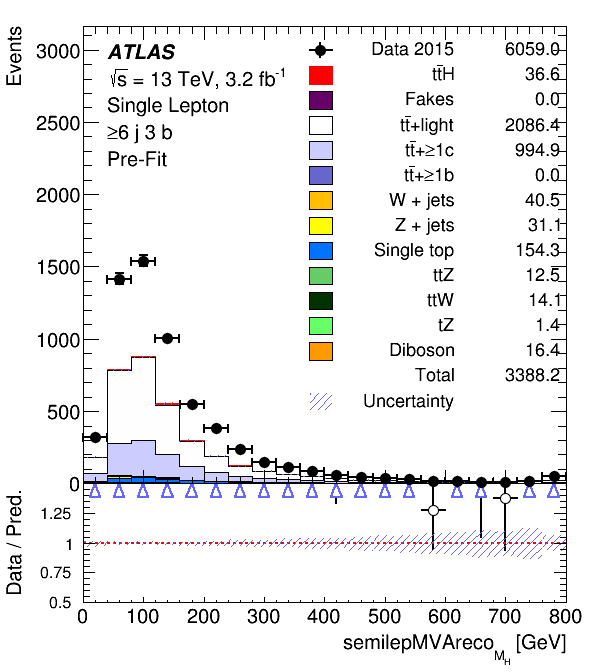 Events
3000
2500
2000
1500
1000
500
0
ATLAS
√s = 13 TeV, 3.2 fb⁻¹
Single Lepton
≥6 j 3 b
Pre-Fit
Data 2015 6059.0
tt̄H 36.6
Fakes 0.0
tt̄+light 2086.4
tt̄+≥1c 994.9
tt̄+≥1b 0.0
W + jets 40.5
Z + jets 31.1
Single top 154.3
ttZ 12.5
ttW 14.1
tZ 1.4
Diboson 16.4
Total 3388.2
Uncertainty
Data / Pred.
1.25
1
0.75
0.5
0 100 200 300 400 500 600 700 800
semilepMVAreco_{M_H} [GeV]